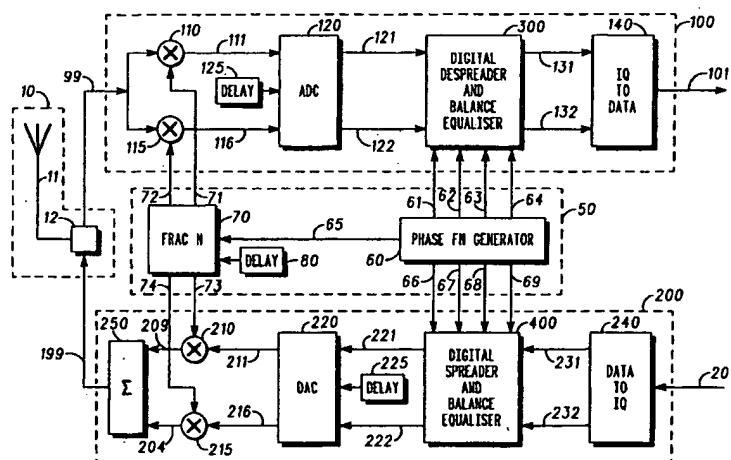 110
111
120
121
300
140
100
10
99
125
DELAY
ADC
DIGITAL
DESPREADER
AND
BALANCE
EQUALISER
131
IQ
TO
DATA
101
11
115
116
122
132
12
72
71
61
62
63
64
50
70
65
FRAC N
PHASE FM GENERATOR
60
DELAY
80
74
73
66
67
68
69
200
250
209
210
220
221
400
240
199
Σ
211
225
DAC
DELAY
DIGITAL
SPREADER
AND
BALANCE
EQUALISER
231
DATA
TO
IQ
20
204
215
216
222
232